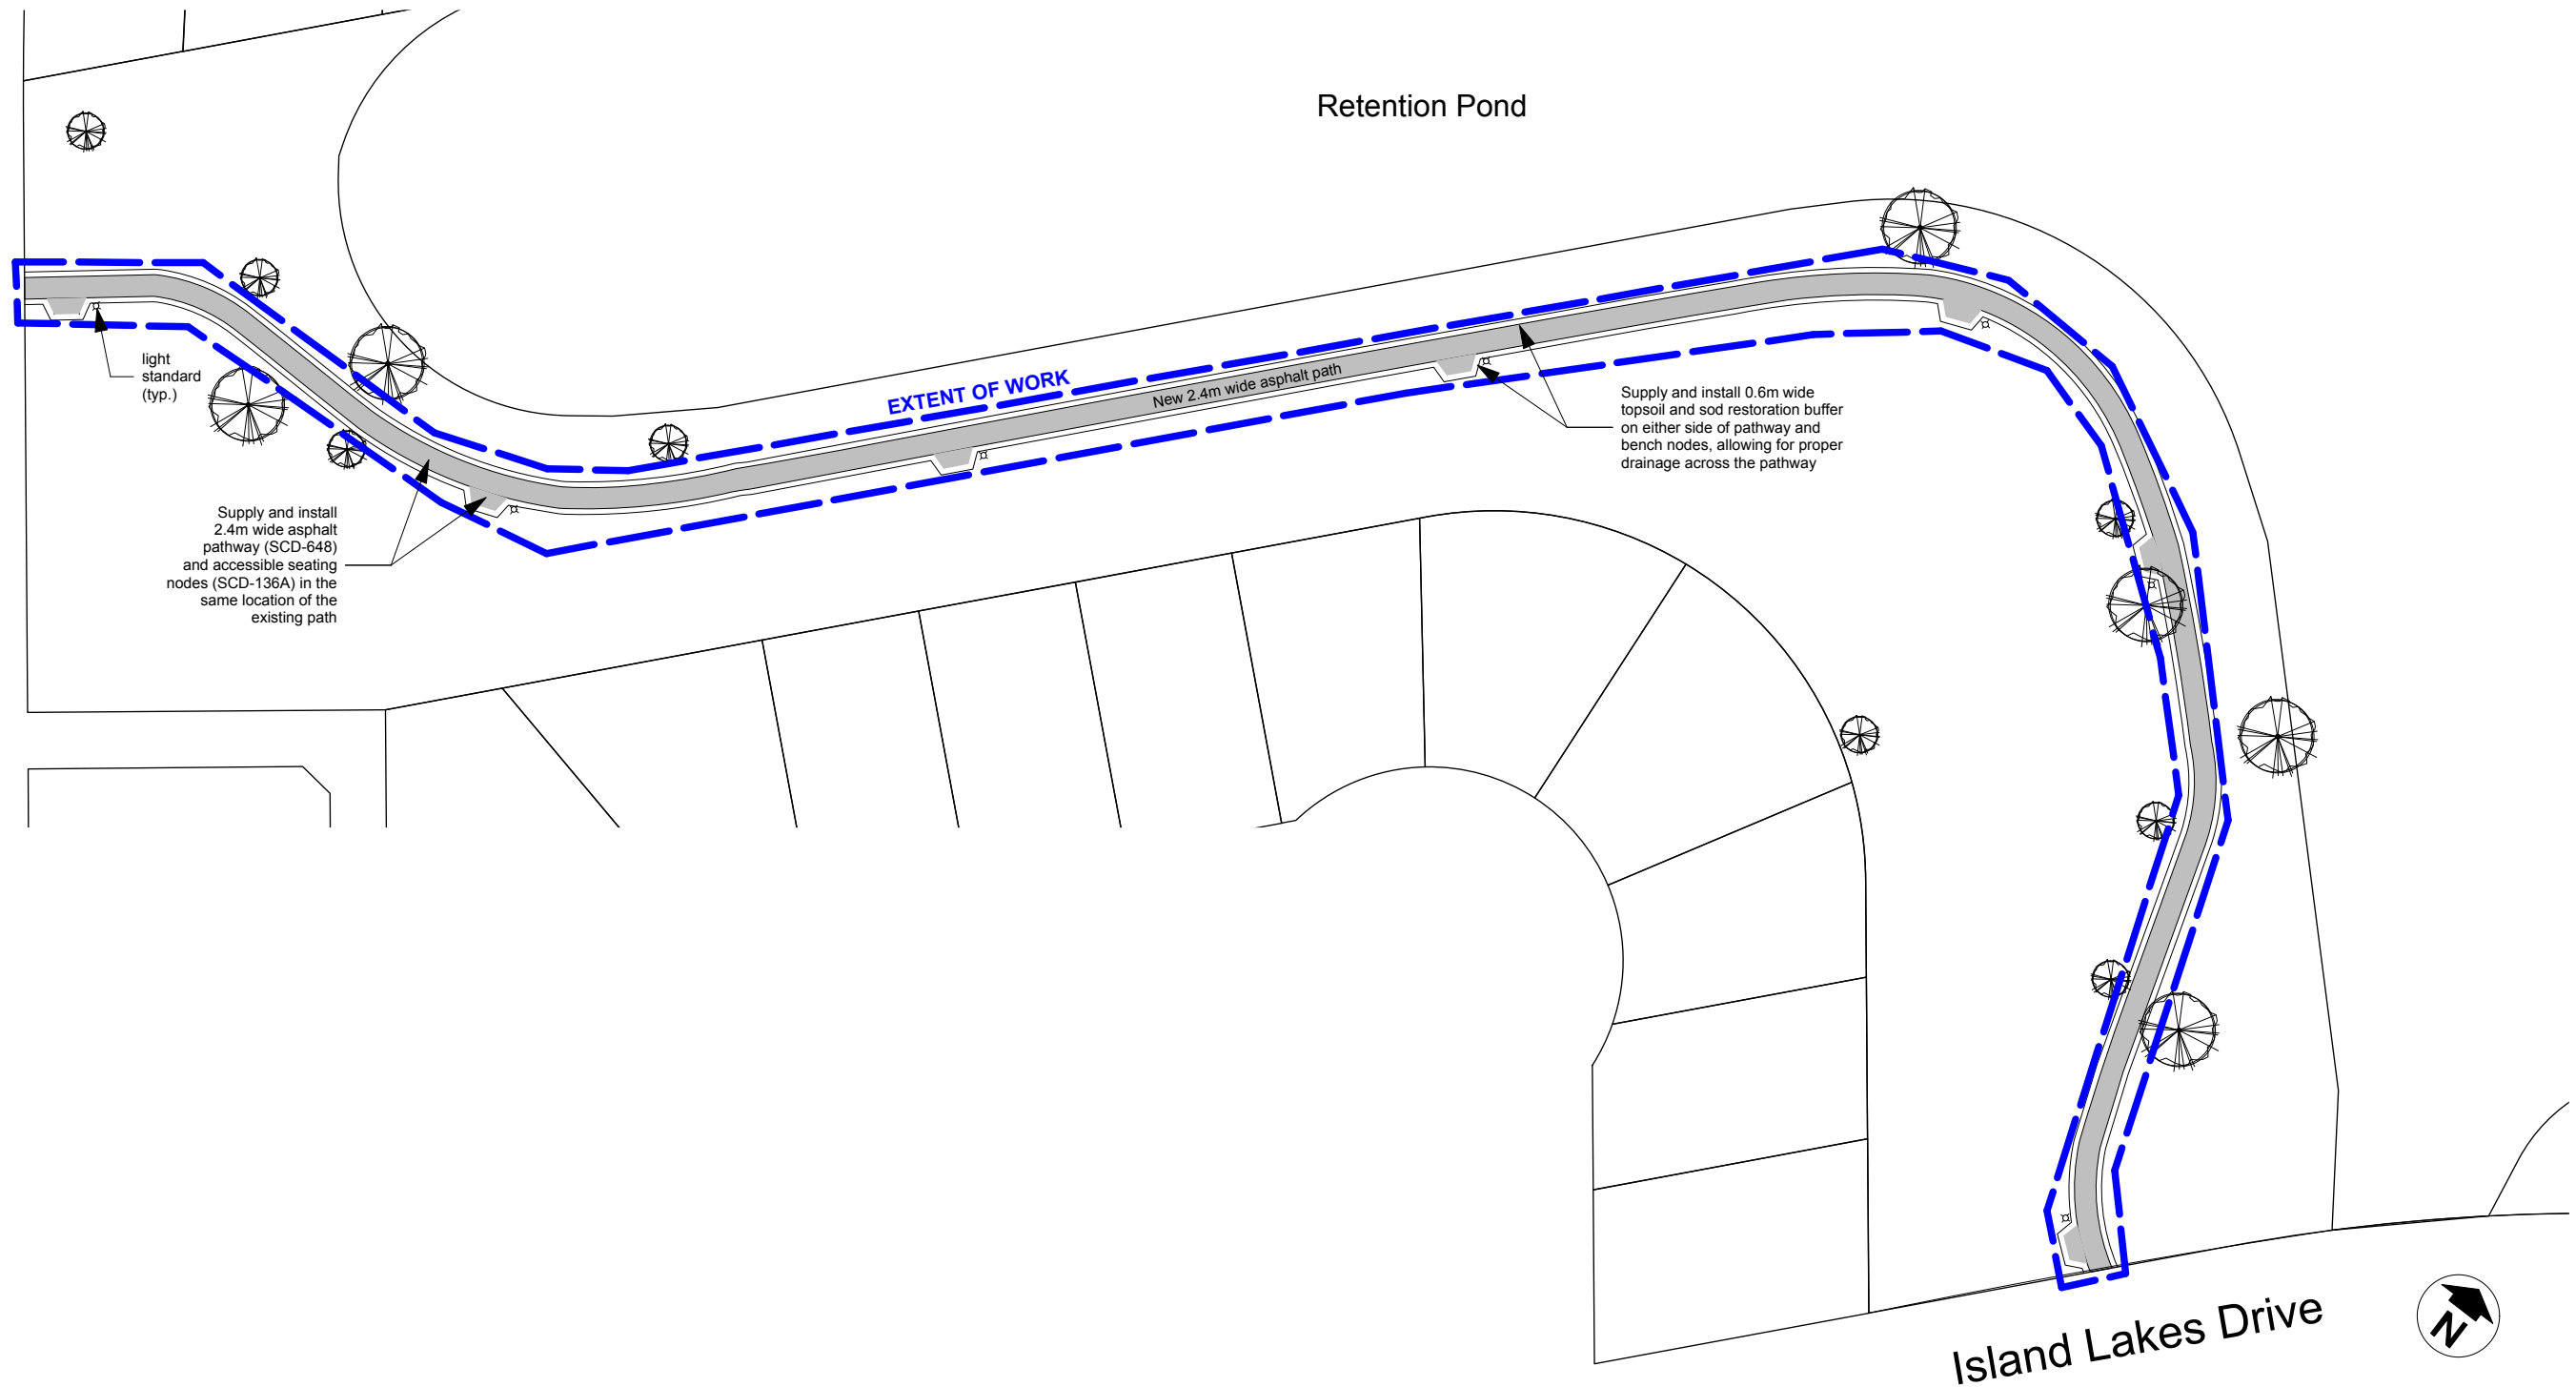 Retention Pond
light
standard
(typ.)
EXTENT OF WORK
New 2.4m wide asphalt path
Supply and install 0.6m wide
topsoil and sod restoration buffer
on either side of pathway and
bench nodes, allowing for proper
drainage across the pathway
Supply and install
2.4m wide asphalt
pathway (SCD-648)
and accessible seating
nodes (SCD-136A) in the
same location of the
existing path
Island Lakes Drive
N